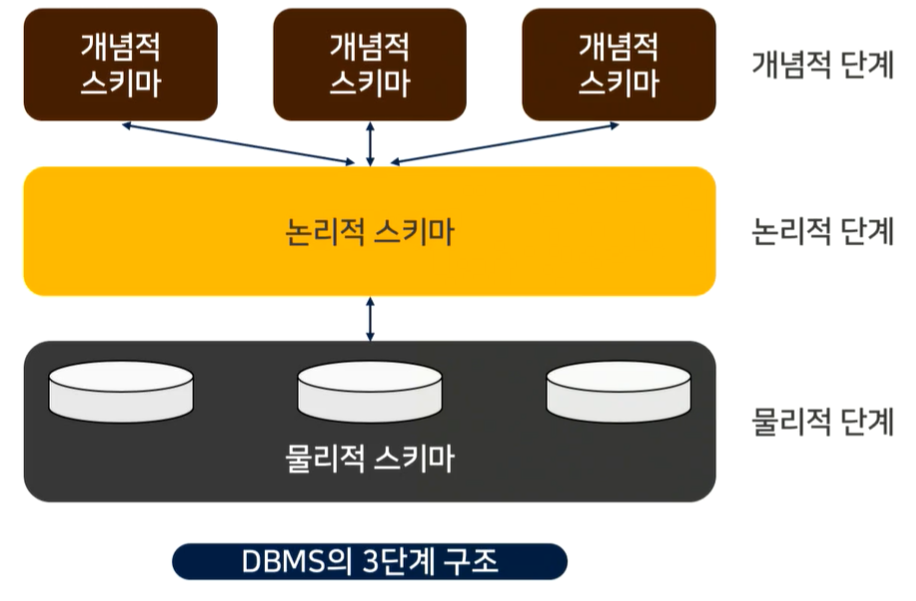 개념적
스키마
개념적
스키마
개념적
스키마
개념적 단계
논리적 스키마
논리적 단계
물리적 스키마
물리적 단계
DBMS의 3단계 구조